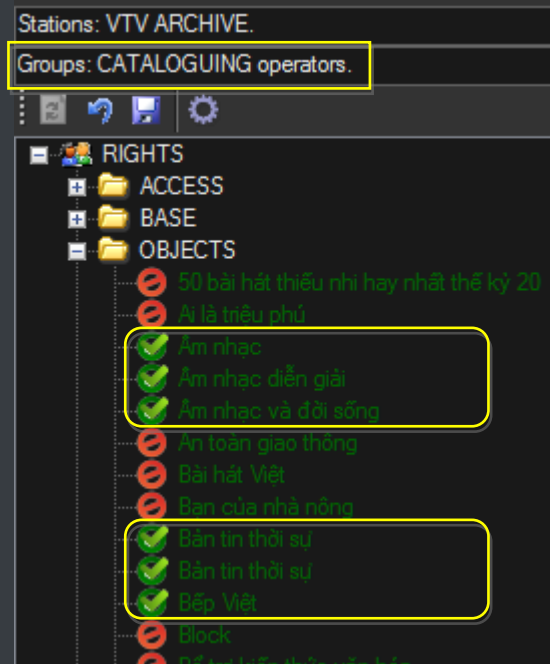 Stations: VTV ARCHIVE.
Groups: CATALOGUING operators.
RIGHTS
ACCESS
BASE
OBJECTS
50 bài hát thiếu nhi hay nhất thế kỷ 20
Ai là triệu phú
Âm nhạc
Âm nhạc diễn giải
Âm nhạc và đời sống
An toàn giao thông
Bài hát Việt
Bạn của nhà nông
Bản tin thời sự
Bản tin thời sự
Bếp Việt
Block